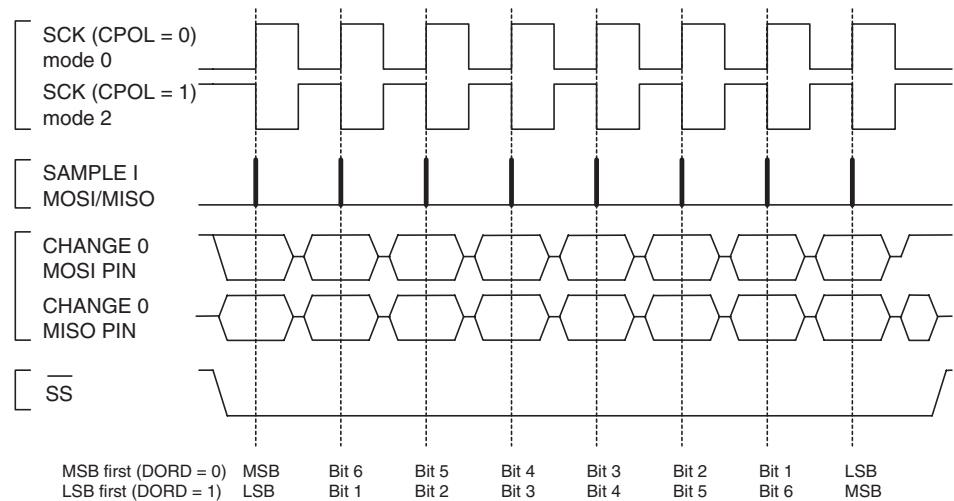 SCK (CPOL = 0)
mode 0
SCK (CPOL = 1)
mode 2
SAMPLE I
MOSI/MISO
CHANGE 0
MOSI PIN
CHANGE 0
MISO PIN
SS
MSB first (DORD = 0) MSB Bit 6 Bit 5 Bit 4 Bit 3 Bit 2 Bit 1 LSB
LSB first (DORD = 1) LSB Bit 1 Bit 2 Bit 3 Bit 4 Bit 5 Bit 6 MSB